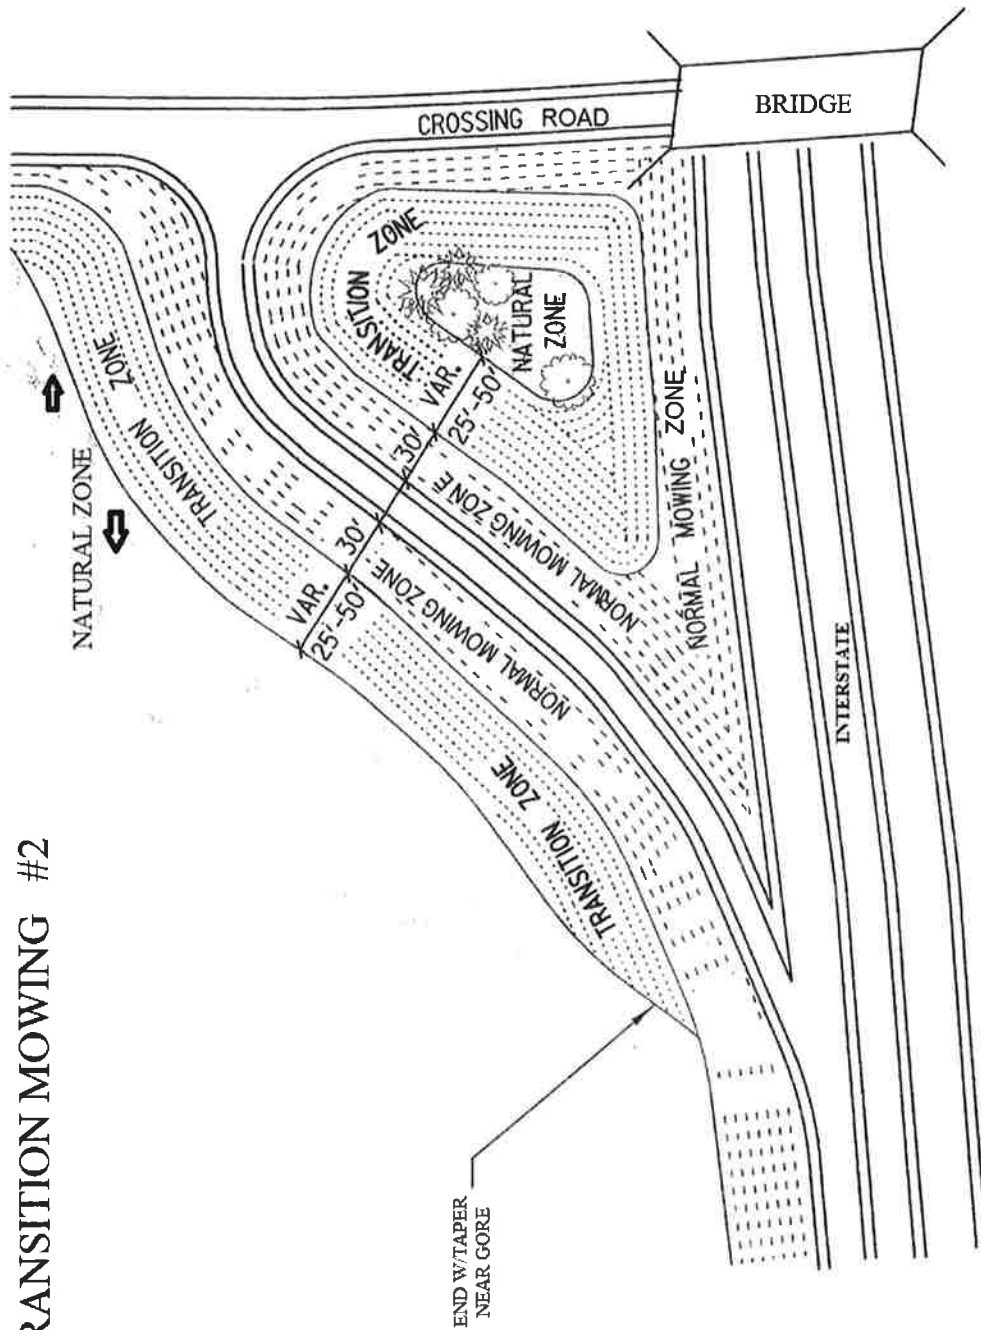 RANSITION MOWING #2
NATURAL ZONE
CROSSING ROAD
BRIDGE
TRANSITION ZONE
TRANSITION ZONE
NATURAL
ZONE
VAR.
25'-50'
30'
30'
VAR.
25'-50'
NORMAL MOWING ZONE
NORMAL MOWING ZONE
NORMAL MOWING ZONE
TRANSITION ZONE
INTERSTATE
END W/TAPER
NEAR GORE